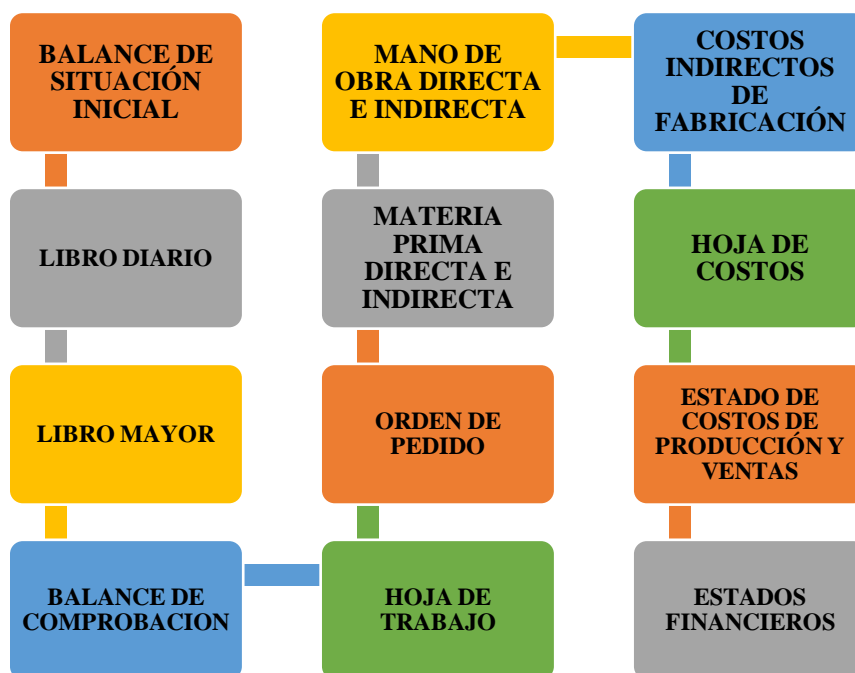 BALANCE DE
SITUACIÓN
INICIAL
LIBRO DIARIO
LIBRO MAYOR
BALANCE DE
COMPROBACION
HOJA DE
TRABAJO
ORDEN DE
PEDIDO
MATERIA
PRIMA
DIRECTA E
INDIRECTA
MANO DE
OBRA DIRECTA
E INDIRECTA
COSTOS
INDIRECTOS
DE
FABRICACIÓN
HOJA DE
COSTOS
ESTADO DE
COSTOS DE
PRODUCCIÓN Y
VENTAS
ESTADOS
FINANCIEROS